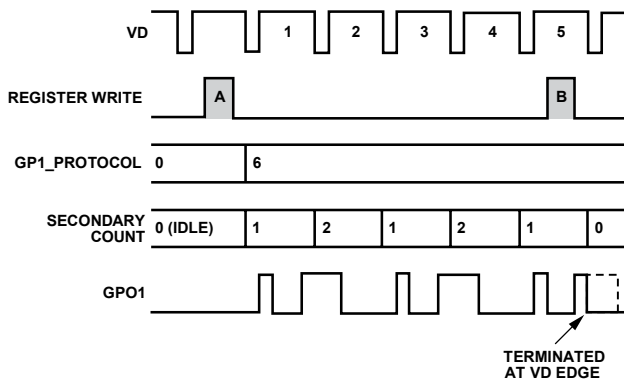 VD 1 2 3 4 5
REGISTER WRITE A B
GP1_PROTOCOL 0 6
SECONDARY
COUNT 0 (IDLE) 1 2 1 2 1 0
GPO1
TERMINATED
AT VD EDGE